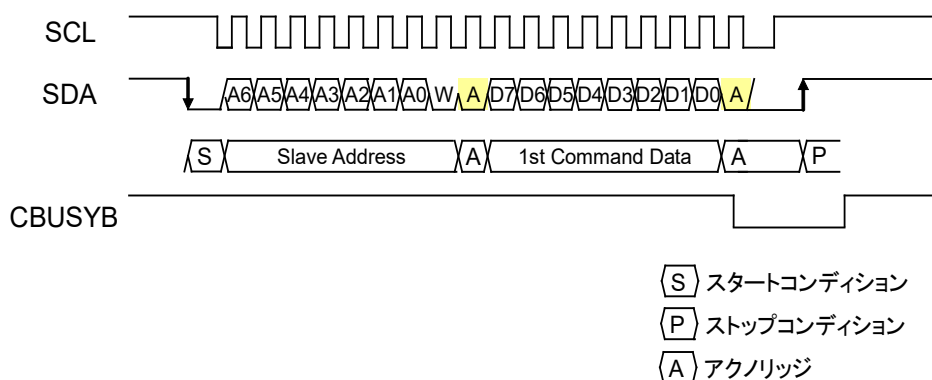 SCL
SDA A6 A5 A4 A3 A2 A1 A0 W A D7 D6 D5 D4 D3 D2 D1 D0 A
S Slave Address A 1st Command Data A P
CBUSYB
S スタートコンディション
P ストップコンディション
A アクノリッジ